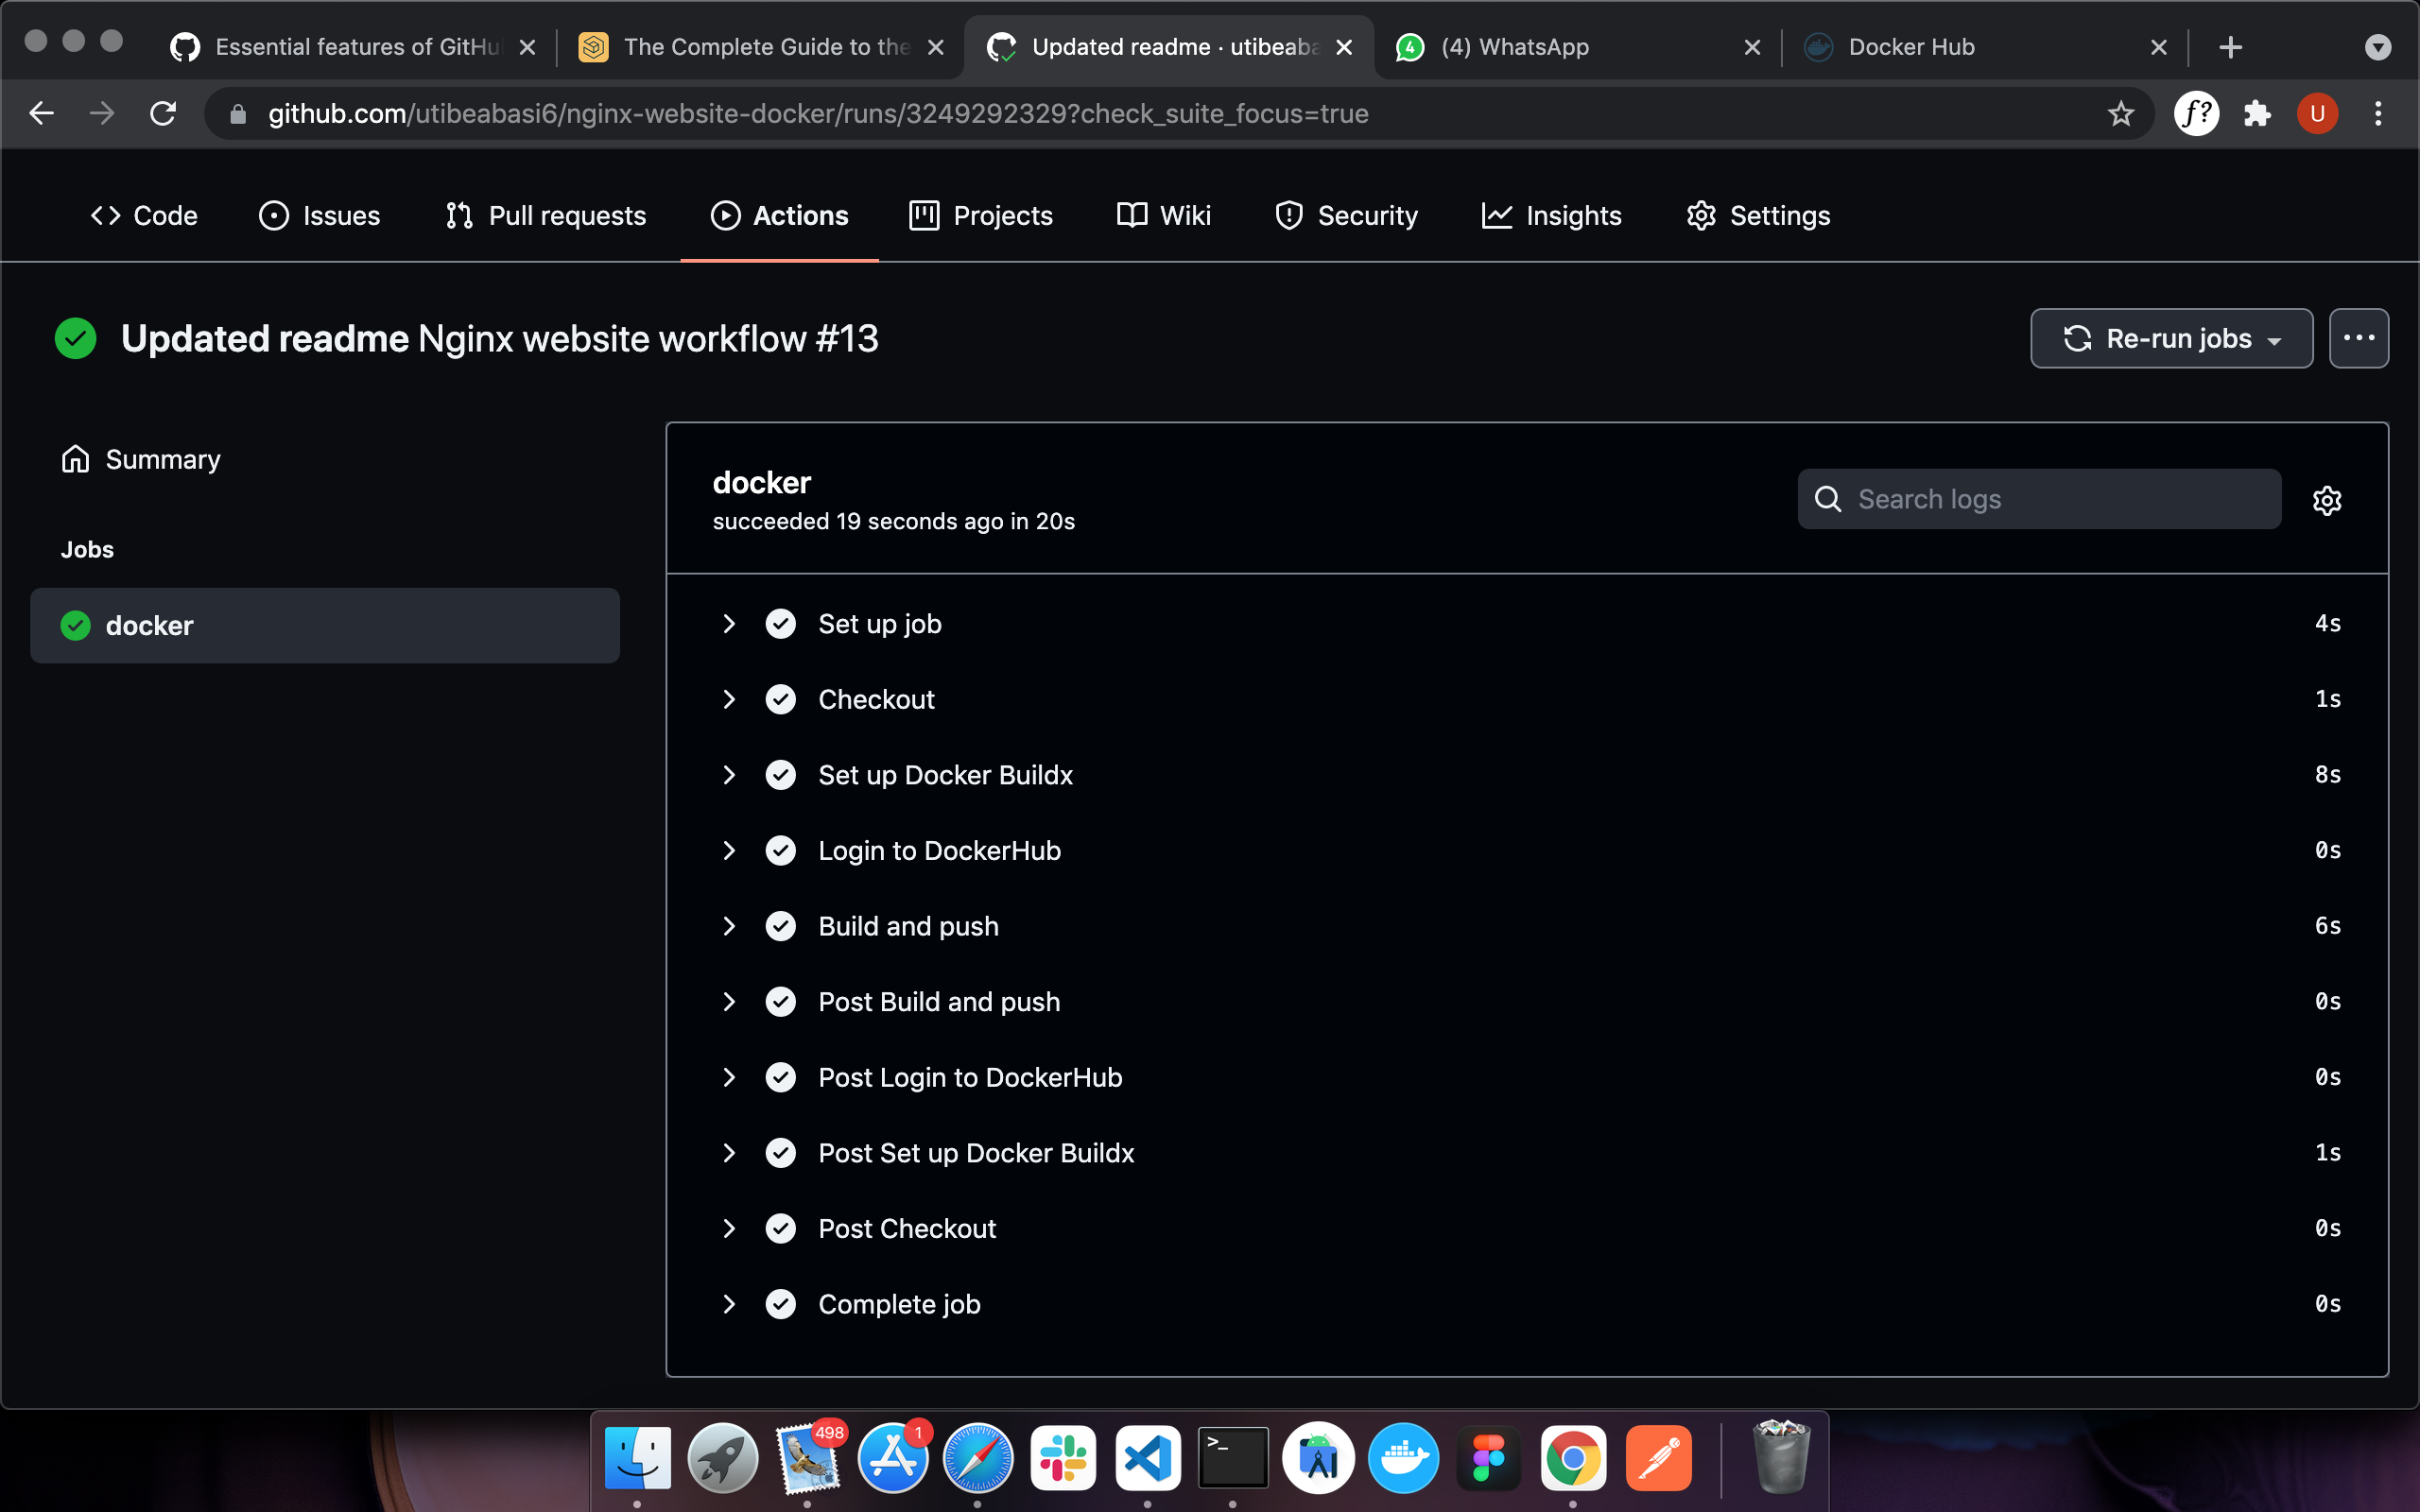 Essential features of GitHu
The Complete Guide to the
Updated readme · utibeaba
4
(4) WhatsApp
Docker Hub
github.com/utibeabasi6/nginx-website-docker/runs/3249292329?check_suite_focus=true
f?
U
Code
Issues
Pull requests
Actions
Projects
Wiki
Security
Insights
Settings
Updated readme Nginx website workflow #13
Re-run jobs
Summary
Jobs
docker
docker
succeeded 19 seconds ago in 20s
Search logs
Set up job 4s
Checkout 1s
Set up Docker Buildx 8s
Login to DockerHub 0s
Build and push 6s
Post Build and push 0s
Post Login to DockerHub 0s
Post Set up Docker Buildx 1s
Post Checkout 0s
Complete job 0s
498
1
>_